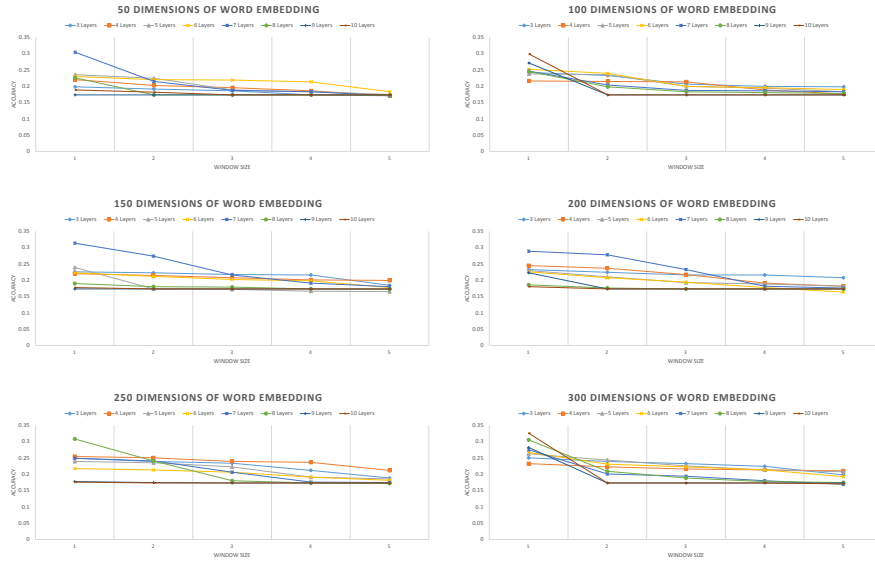 50 DIMENSIONS OF WORD EMBEDDING
3 Layers 4 Layers 5 Layers 6 Layers 7 Layers 8 Layers 9 Layers 10 Layers
0.35
0.3
0.25
0.2
0.15
0.1
0.05
0
ACCURACY
1 2 3 4 5
WINDOW SIZE
100 DIMENSIONS OF WORD EMBEDDING
3 Layers 4 Layers 5 Layers 6 Layers 7 Layers 8 Layers 9 Layers 10 Layers
0.35
0.3
0.25
0.2
0.15
0.1
0.05
0
ACCURACY
1 2 3 4 5
WINDOW SIZE
150 DIMENSIONS OF WORD EMBEDDING
3 Layers 4 Layers 5 Layers 6 Layers 7 Layers 8 Layers 9 Layers 10 Layers
0.35
0.3
0.25
0.2
0.15
0.1
0.05
0
ACCURACY
1 2 3 4 5
WINDOW SIZE
200 DIMENSIONS OF WORD EMBEDDING
3 Layers 4 Layers 5 Layers 6 Layers 7 Layers 8 Layers 9 Layers 10 Layers
0.35
0.3
0.25
0.2
0.15
0.1
0.05
0
ACCURACY
1 2 3 4 5
WINDOW SIZE
250 DIMENSIONS OF WORD EMBEDDING
3 Layers 4 Layers 5 Layers 6 Layers 7 Layers 8 Layers 9 Layers 10 Layers
0.35
0.3
0.25
0.2
0.15
0.1
0.05
0
ACCURACY
1 2 3 4 5
WINDOW SIZE
300 DIMENSIONS OF WORD EMBEDDING
3 Layers 4 Layers 5 Layers 6 Layers 7 Layers 8 Layers 9 Layers 10 Layers
0.35
0.3
0.25
0.2
0.15
0.1
0.05
0
ACCURACY
1 2 3 4 5
WINDOW SIZE